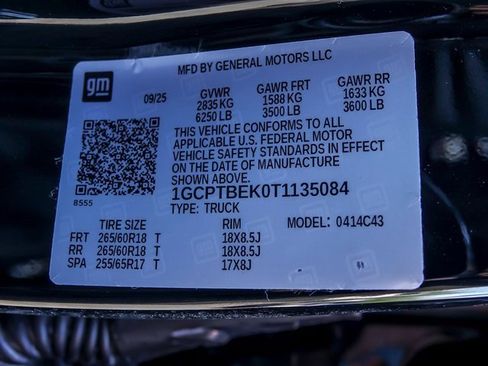 MFD BY GENERAL MOTORS LLC
gm
09/25 GVWR GAWR FRT GAWR RR
2835 KG 1588 KG 1633 KG
6250 LB 3500 LB 3600 LB
THIS VEHICLE CONFORMS TO ALL
APPLICABLE U.S. FEDERAL MOTOR
VEHICLE SAFETY STANDARDS IN EFFECT
ON THE DATE OF MANUFACTURE
SHOWN ABOVE.
8555
1GCPTBEK0T1135084
TYPE: TRUCK
TIRE SIZE RIM MODEL: 0414C43
FRT 265/60R18 T 18X8.5J
RR 265/60R18 T 18X8.5J
SPA 255/65R17 T 17X8J